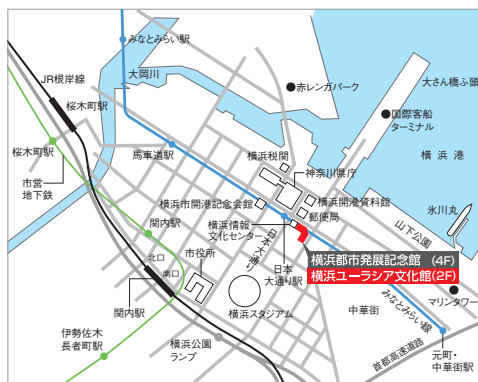 みなとみらい駅
大岡川
JR根岸線
桜木町駅
赤レンガパーク
大さん橋ふ頭
国際客船
ターミナル
桜木町駅
馬車道駅
横浜港
市営
地下鉄
横浜税関
神奈川県庁
横浜市開港記念会館
横浜開港資料館
郵便局
氷川丸
関内駅
横浜情報
文化センター
日本大通り
山下公園
北口
南口
市役所
日本
大通り駅
横浜都市発展記念館 (4F)
横浜ユーラシア文化館(2F)
マリンタワー
関内駅
横浜スタジアム
中華街
みなとみらい線
伊勢佐木
長者町駅
横浜公園
ランプ
首都高速道路
元町・
中華街駅